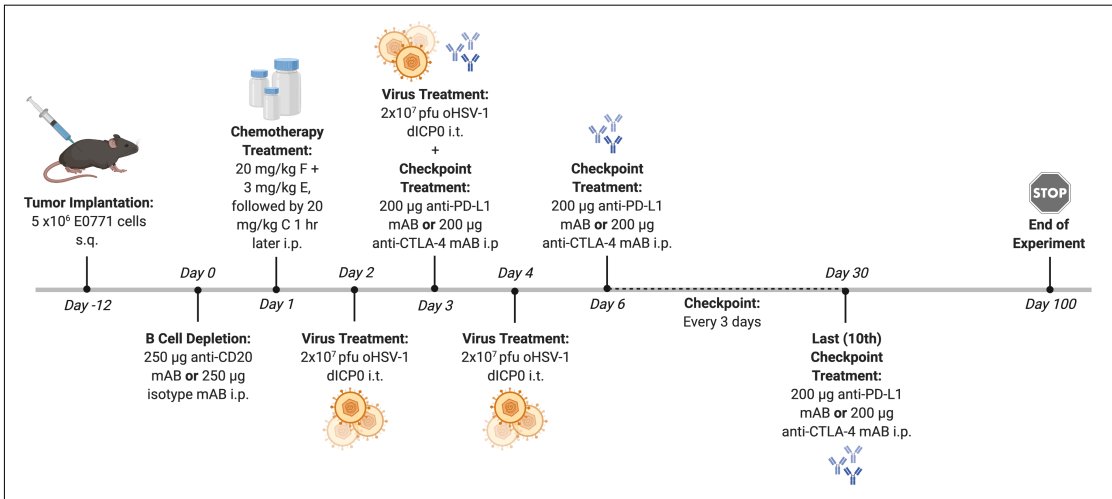 Tumor Implantation:
5 x10⁶ E0771 cells
s.q.
Day -12
Day 0
B Cell Depletion:
250 µg anti-CD20
mAB or 250 µg
isotype mAB i.p.
Chemotherapy
Treatment:
20 mg/kg F +
3 mg/kg E,
followed by 20
mg/kg C 1 hr
later i.p.
Day 1
Day 2
Virus Treatment:
2x10⁷ pfu oHSV-1
dICP0 i.t.
Virus Treatment:
2x10⁷ pfu oHSV-1
dICP0 i.t.
+
Checkpoint
Treatment:
200 µg anti-PD-L1
mAB or 200 µg
anti-CTLA-4 mAB i.p
Day 3
Day 4
Virus Treatment:
2x10⁷ pfu oHSV-1
dICP0 i.t.
Checkpoint
Treatment:
200 µg anti-PD-L1
mAB or 200 µg
anti-CTLA-4 mAB i.p.
Day 6
Checkpoint:
Every 3 days
Day 30
Last (10th)
Checkpoint
Treatment:
200 µg anti-PD-L1
mAB or 200 µg
anti-CTLA-4 mAB i.p.
STOP
End of
Experiment
Day 100